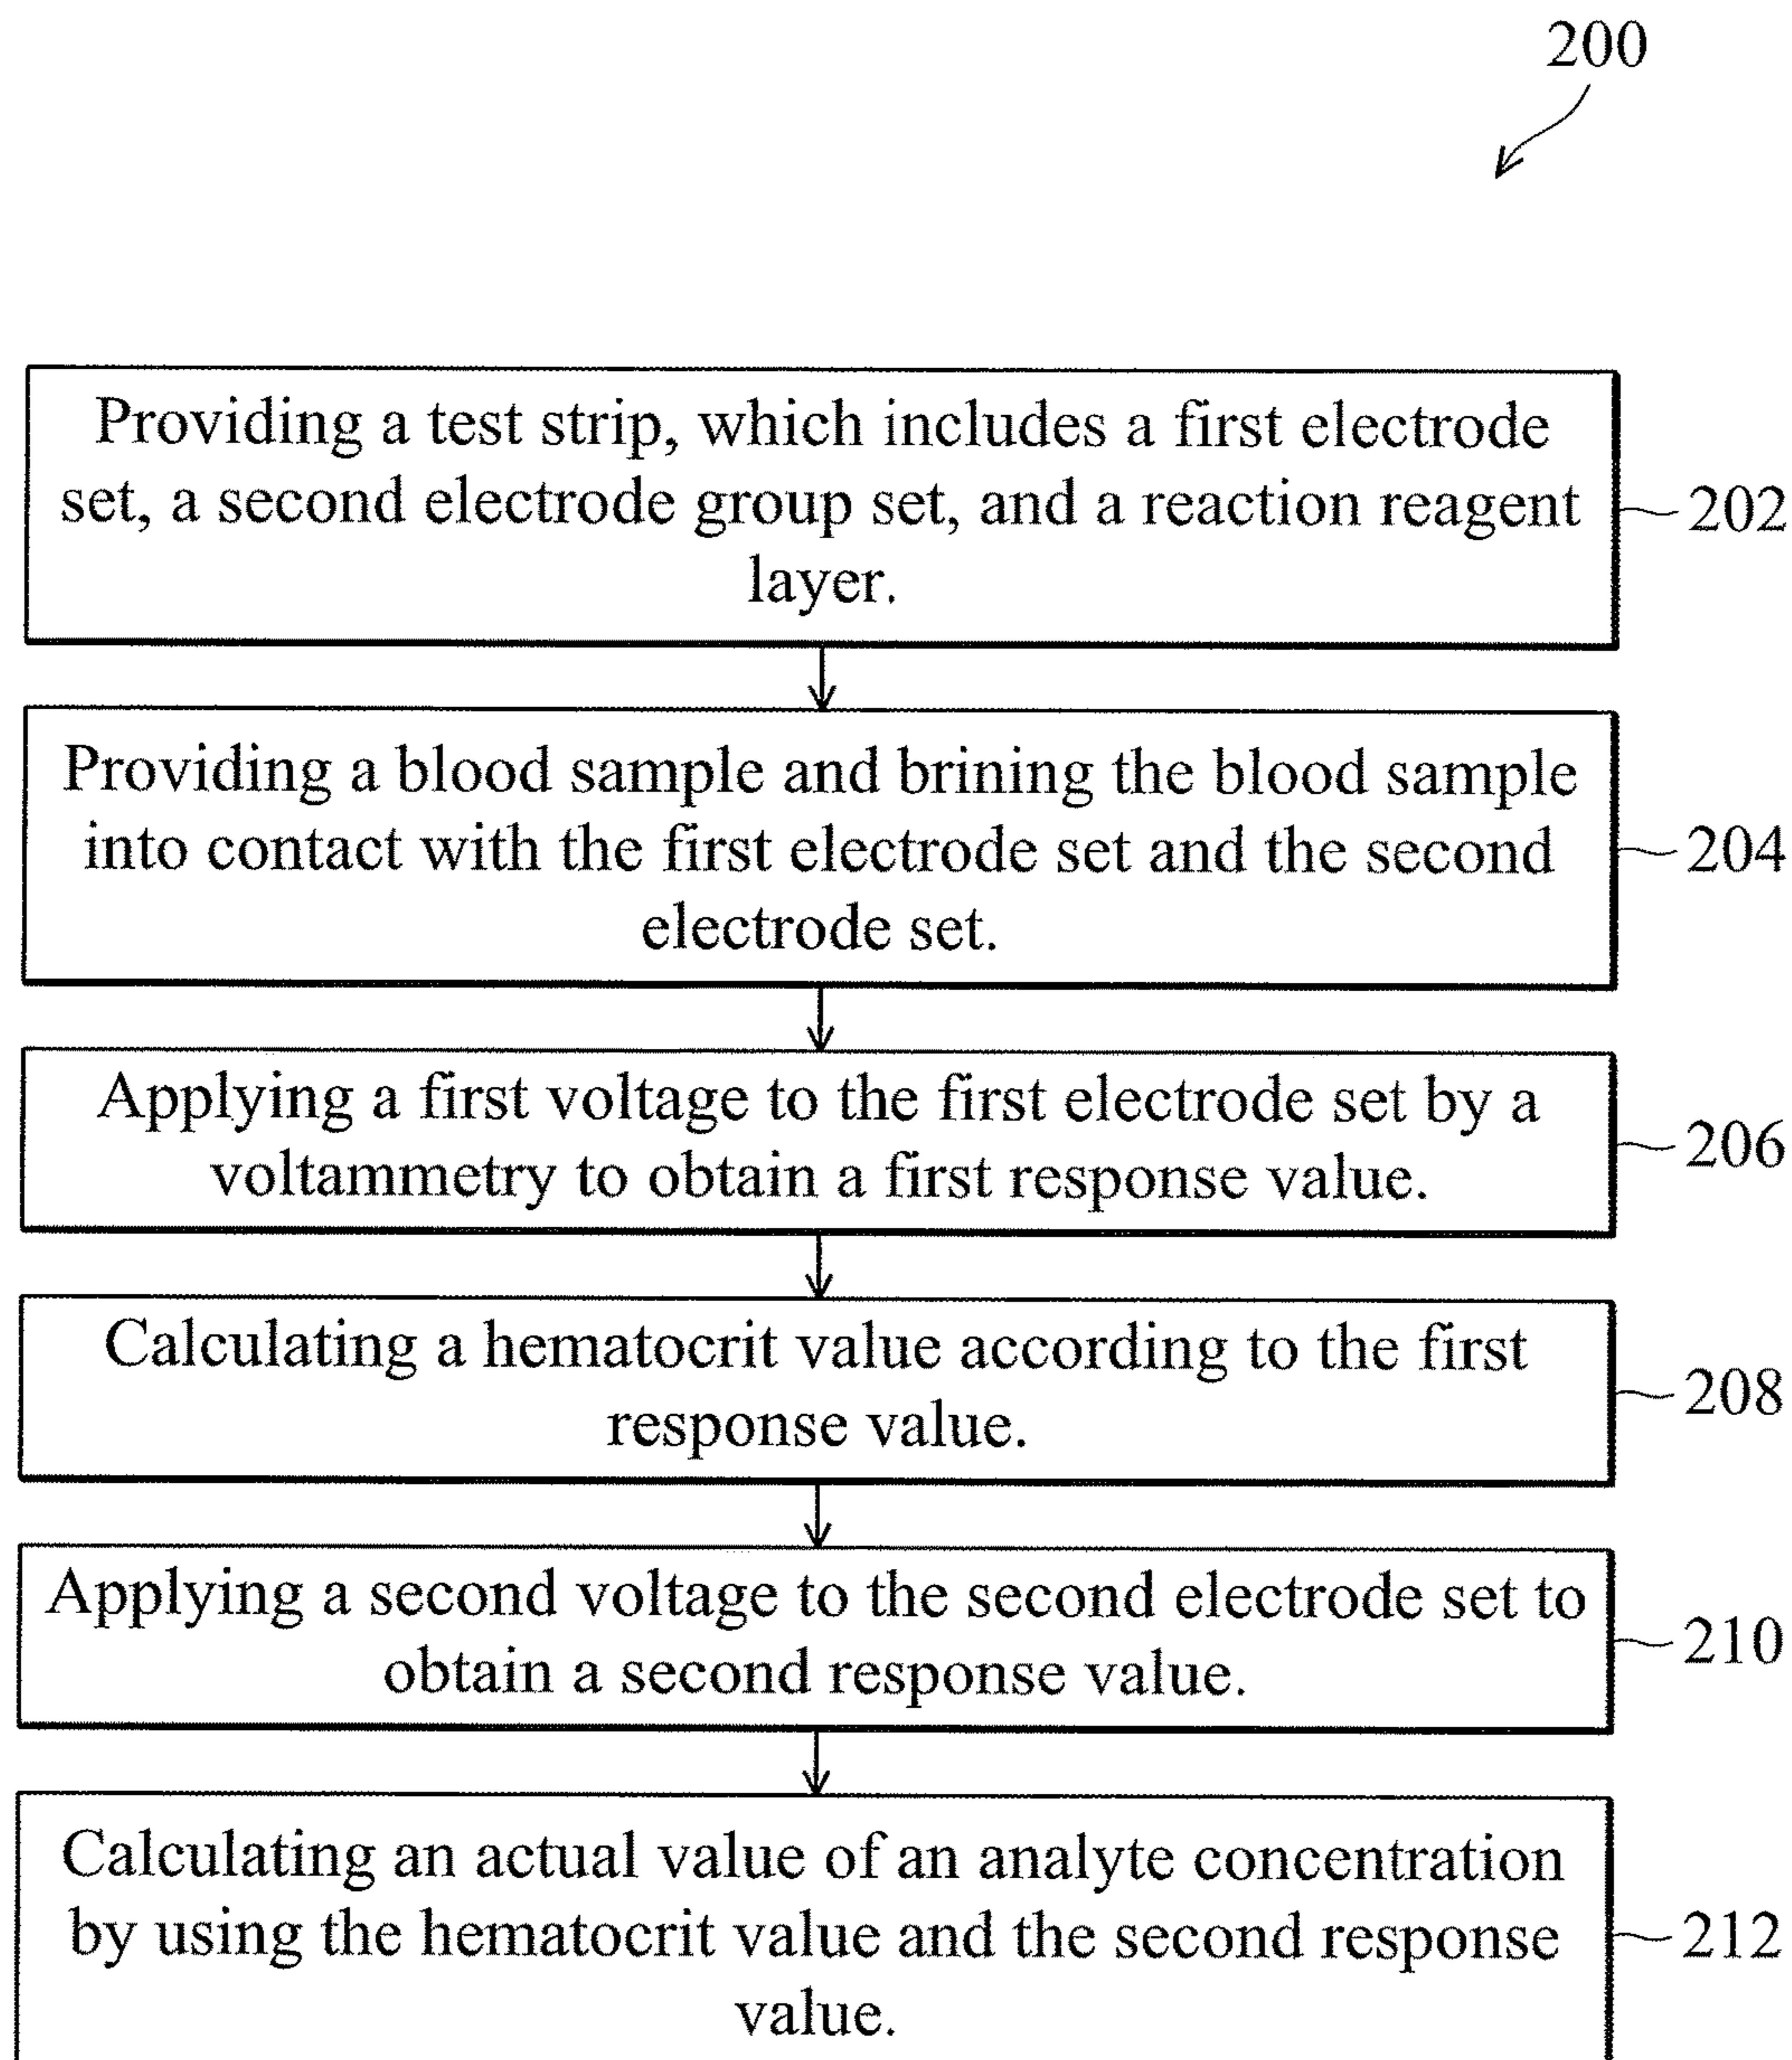 200
Providing a test strip, which includes a first electrode
set, a second electrode group set, and a reaction reagent
layer.
202
Providing a blood sample and brining the blood sample
into contact with the first electrode set and the second
electrode set.
204
Applying a first voltage to the first electrode set by a
voltammetry to obtain a first response value.
206
Calculating a hematocrit value according to the first
response value.
208
Applying a second voltage to the second electrode set to
obtain a second response value.
210
Calculating an actual value of an analyte concentration
by using the hematocrit value and the second response
value.
212